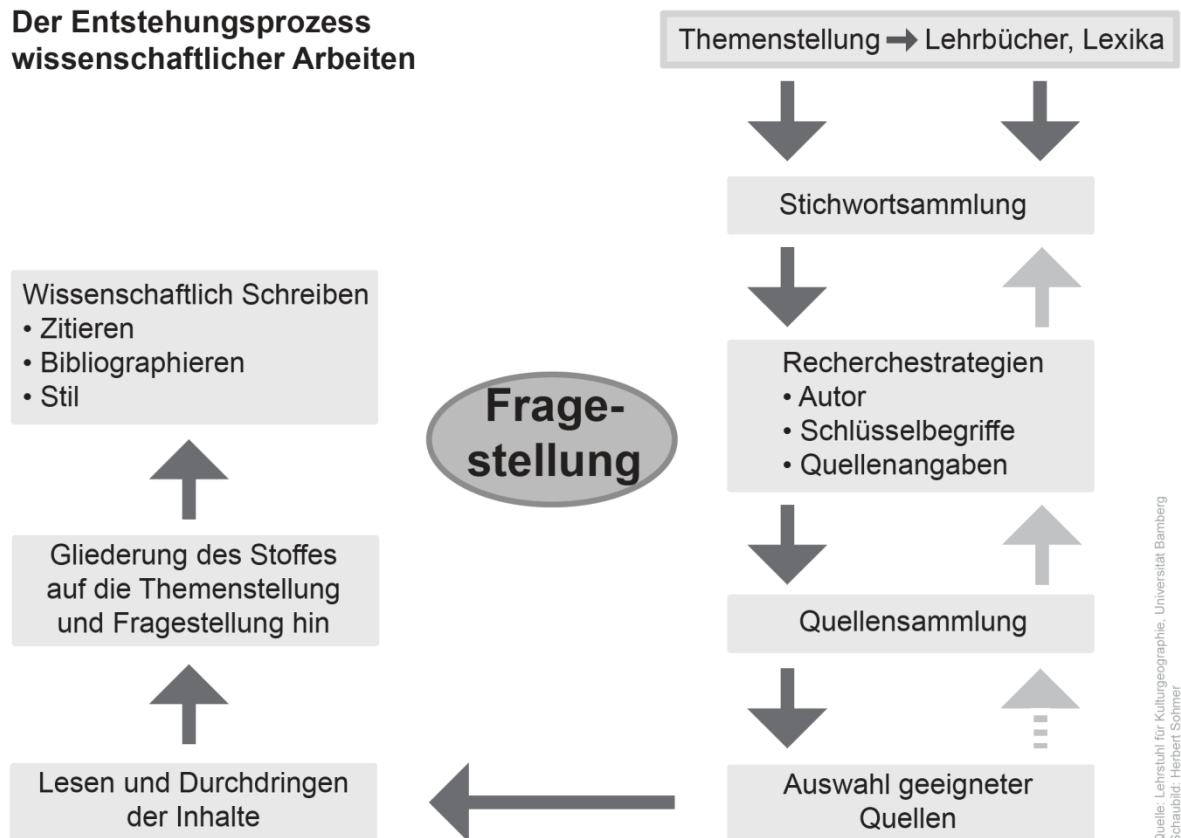 Der Entstehungsprozess
wissenschaftlicher Arbeiten
Themenstellung → Lehrbücher, Lexika
Stichwortsammlung
Recherchestrategien
• Autor
• Schlüsselbegriffe
• Quellenangaben
Quellensammlung
Auswahl geeigneter
Quellen
Lesen und Durchdringen
der Inhalte
Gliederung des Stoffes
auf die Themenstellung
und Fragestellung hin
Wissenschaftlich Schreiben
• Zitieren
• Bibliographieren
• Stil
Frage-
stellung
Quelle: Lehrstuhl für Kulturgeographie, Universität Bamberg
Schaubild: Herbert Sohmer